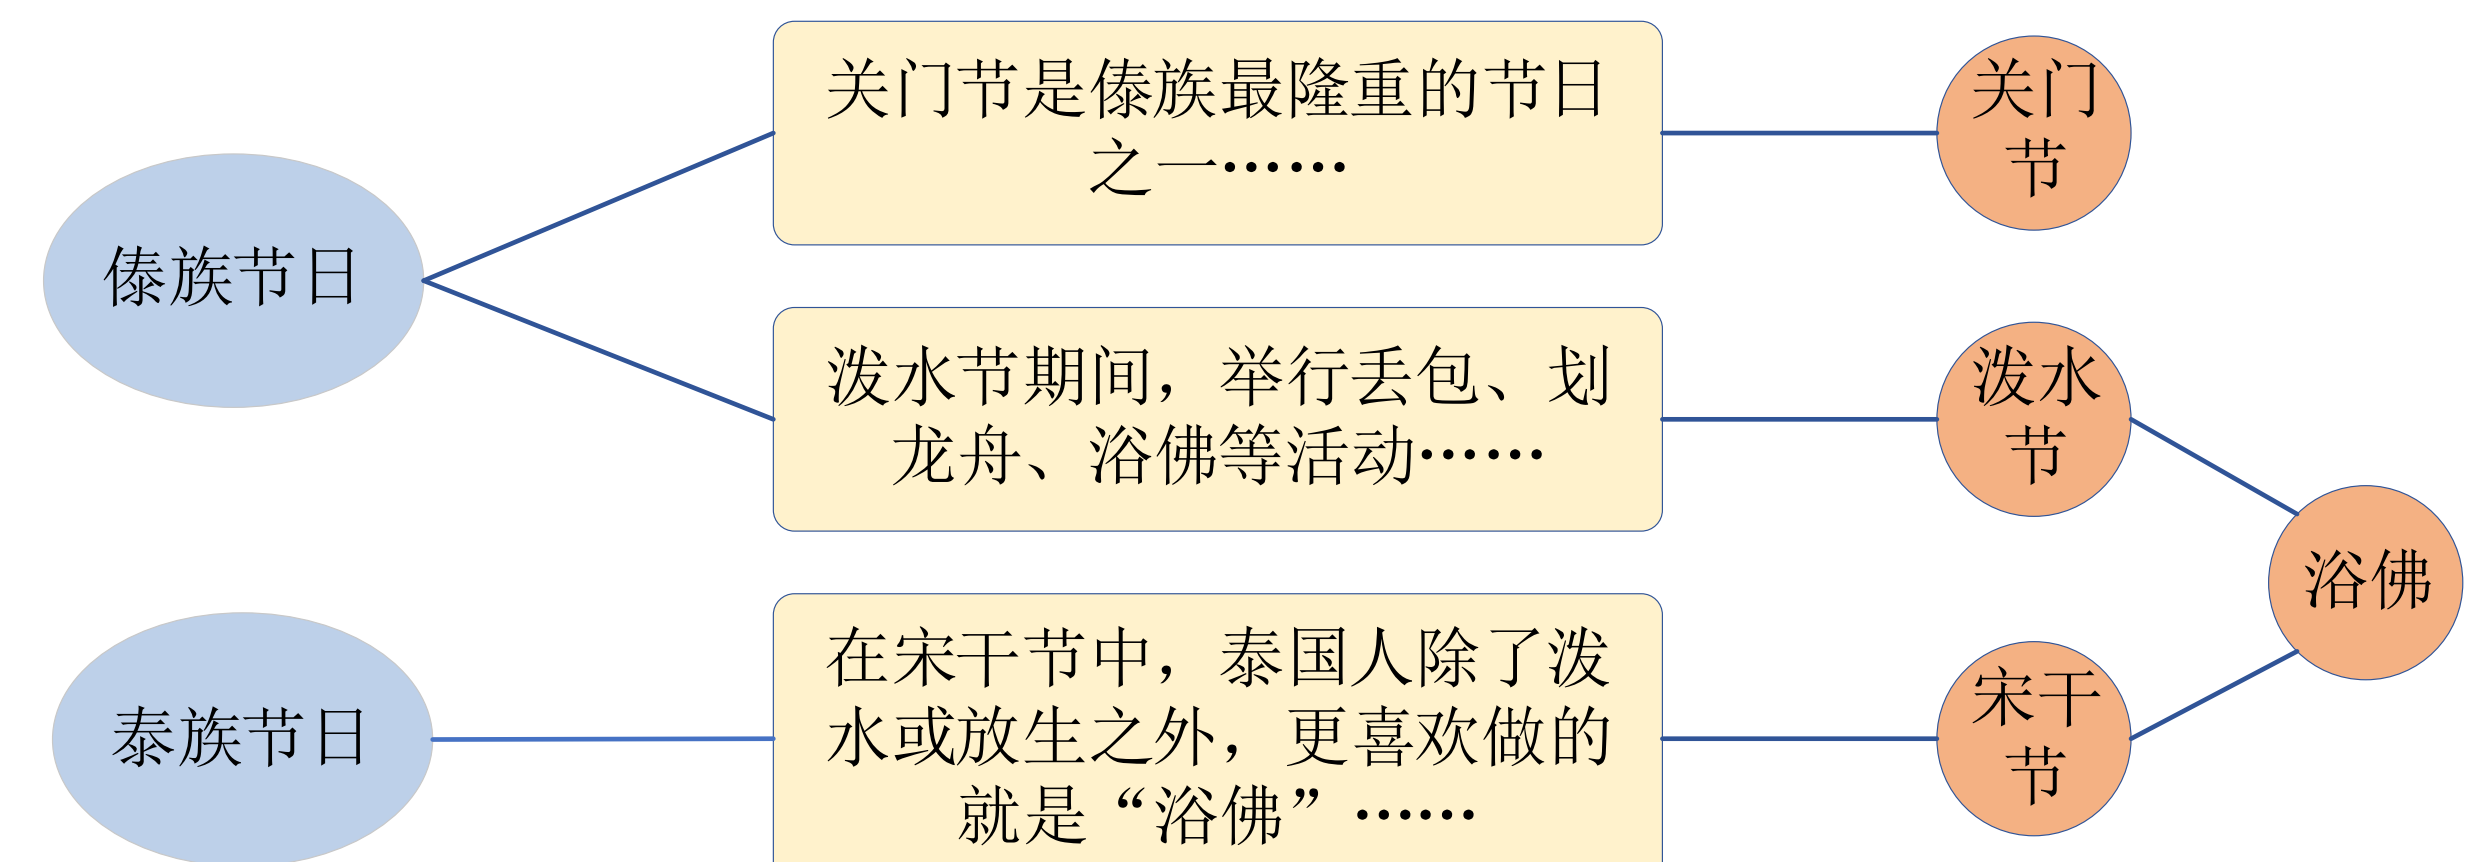 傣族节日
关门节是傣族最隆重的节日
之一······
关门
节
泼水节期间，举行丢包、划
龙舟、浴佛等活动······
泼水
节
浴佛
泰族节日
在宋干节中，泰国人除了泼
水或放生之外，更喜欢做的
就是“浴佛”······
宋干
节